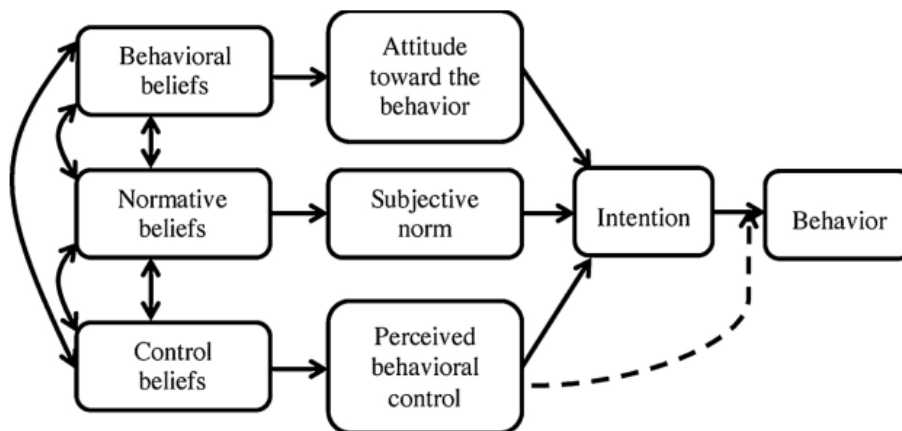 Behavioral
beliefs
Attitude
toward the
behavior
Normative
beliefs
Subjective
norm
Intention
Behavior
Control
beliefs
Perceived
behavioral
control